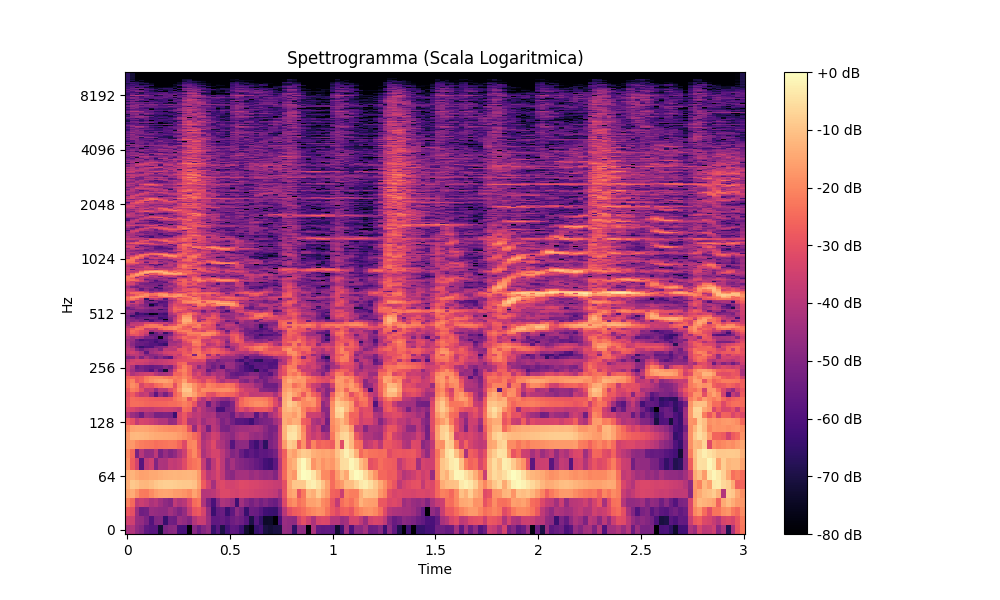 Spettrogramma (Scala Logaritmica)
8192
4096
2048
1024
512
256
128
64
0
Hz
0
0.5
1
1.5
2
2.5
3
Time
+0 dB
-10 dB
-20 dB
-30 dB
-40 dB
-50 dB
-60 dB
-70 dB
-80 dB